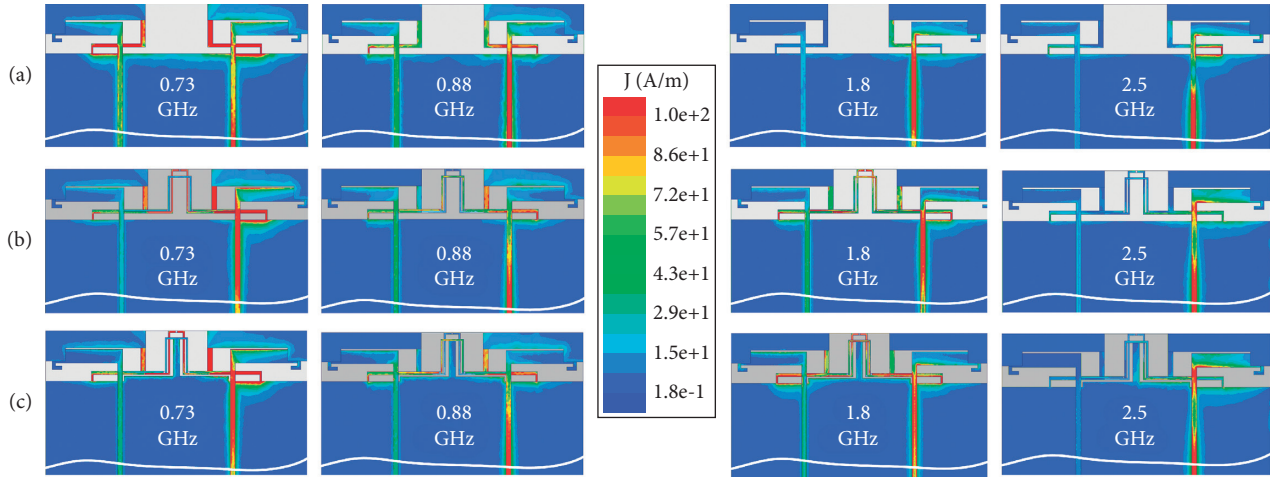 (a)
0.73
GHz
0.88
GHz
1.8
GHz
2.5
GHz
J (A/m)
1.0e+2
8.6e+1
7.2e+1
5.7e+1
4.3e+1
2.9e+1
1.5e+1
1.8e-1
(b)
0.73
GHz
0.88
GHz
1.8
GHz
2.5
GHz
(c)
0.73
GHz
0.88
GHz
1.8
GHz
2.5
GHz